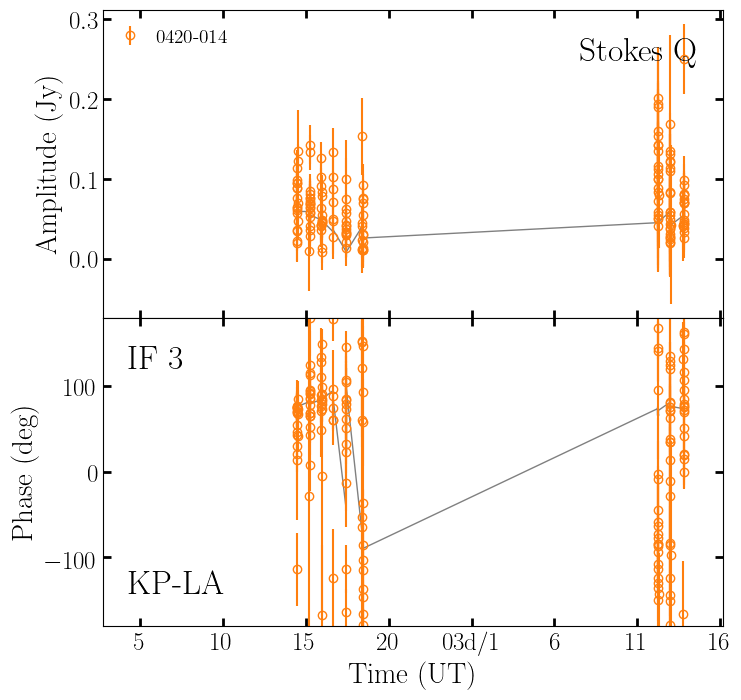 0.3
0420-014
Stokes Q
0.2
0.1
0.0
Amplitude (Jy)
IF 3
100
0
−100
Phase (deg)
KP-LA
5 10 15 20 03d/1 6 11 16
Time (UT)